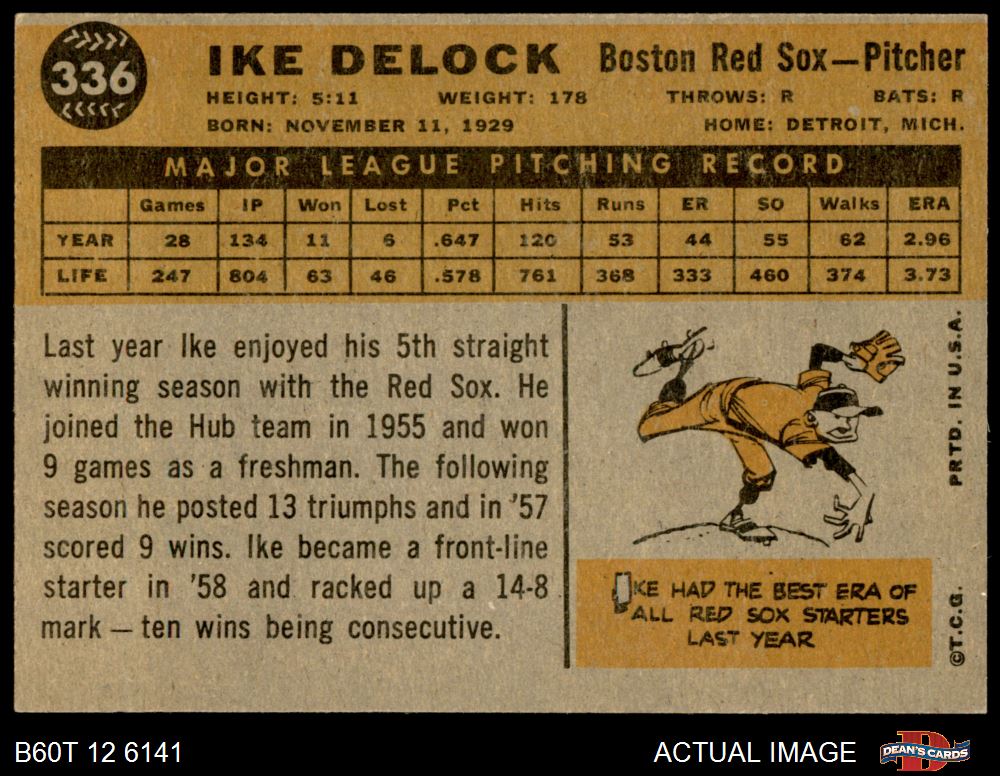 336
IKE DELOCK Boston Red Sox—Pitcher
HEIGHT: 5:11 WEIGHT: 178 THROWS: R BATS: R
BORN: NOVEMBER 11, 1929 HOME: DETROIT, MICH.
MAJOR LEAGUE PITCHING RECORD
Games IP Won Lost Pct Hits Runs ER SO Walks ERA
YEAR 28 134 11 6 .647 120 53 44 55 62 2.96
LIFE 247 804 63 46 .578 761 368 333 460 374 3.73
Last year Ike enjoyed his 5th straight
winning season with the Red Sox. He
joined the Hub team in 1955 and won
9 games as a freshman. The following
season he posted 13 triumphs and in '57
scored 9 wins. Ike became a front-line
starter in '58 and racked up a 14-8
mark — ten wins being consecutive.
IKE HAD THE BEST ERA OF
ALL RED SOX STARTERS
LAST YEAR
©T.C.G. PRTD. IN U.S.A.
B60T 12 6141 ACTUAL IMAGE DEAN'S CARDS